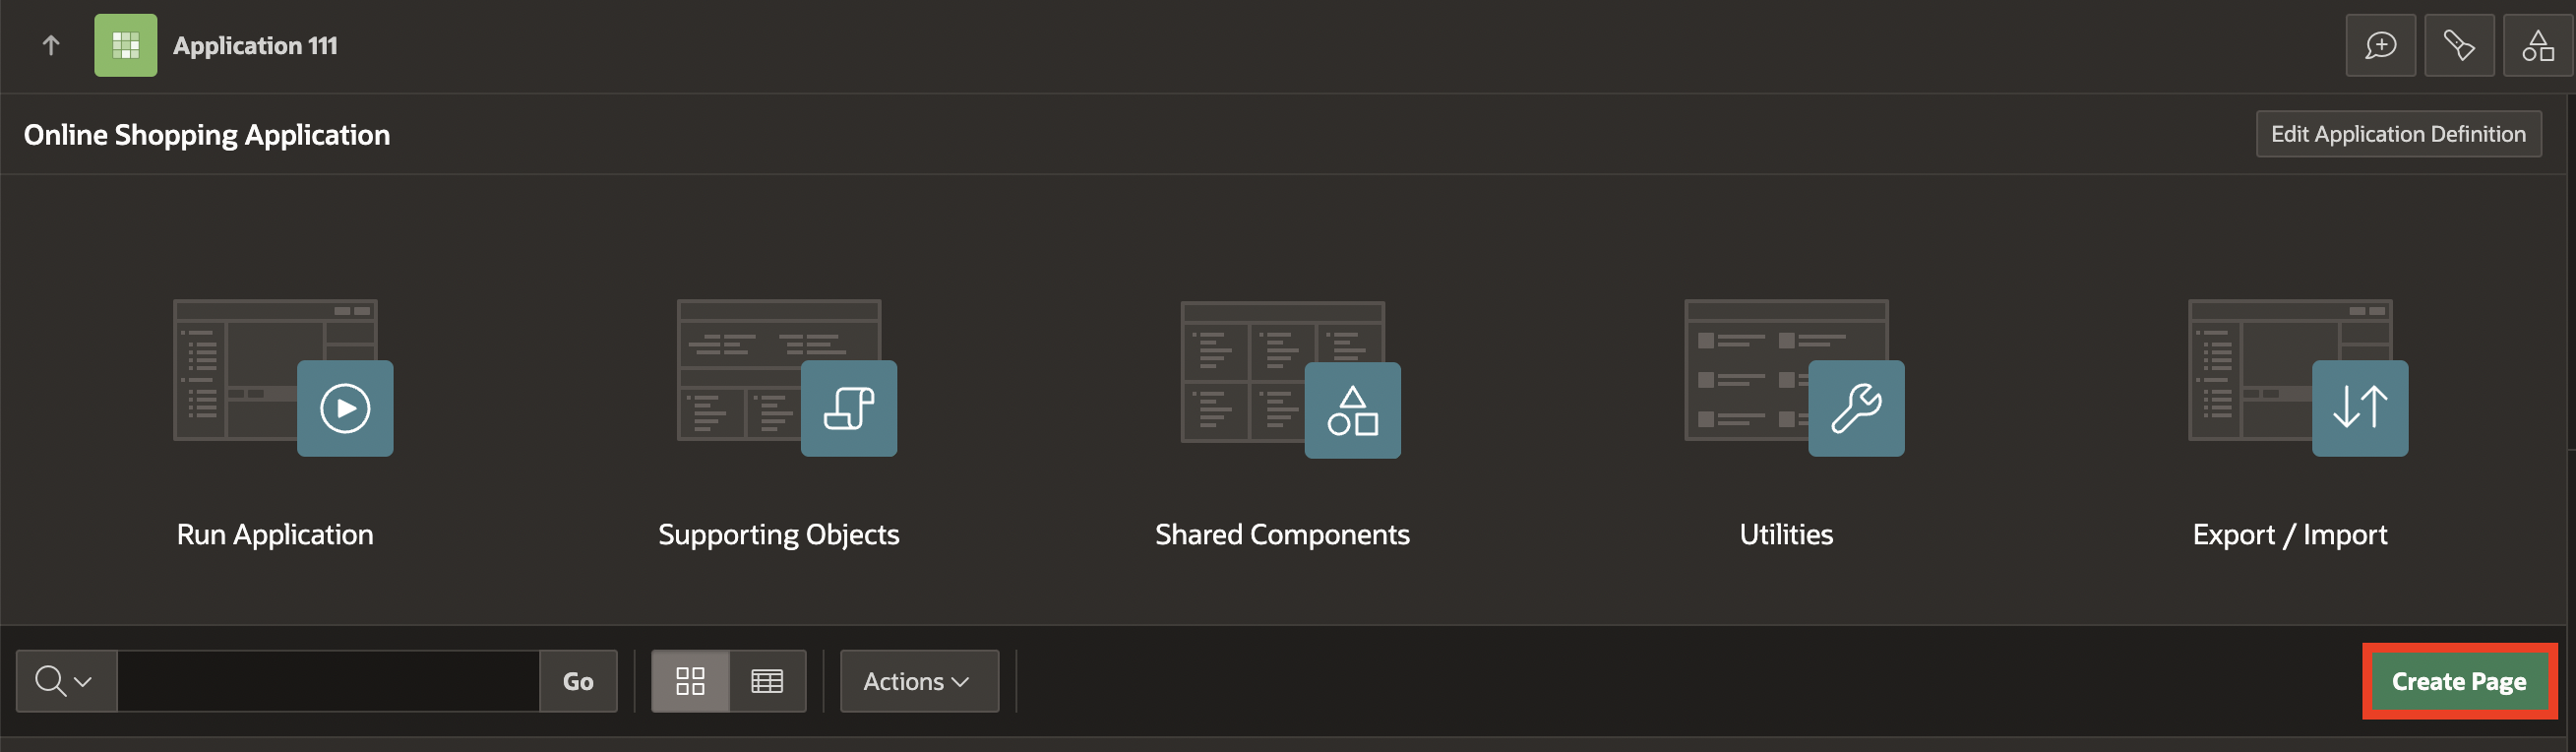 Application 111
Online Shopping Application
Edit Application Definition
Run Application
Supporting Objects
Shared Components
Utilities
Export / Import
Go
Actions
Create Page